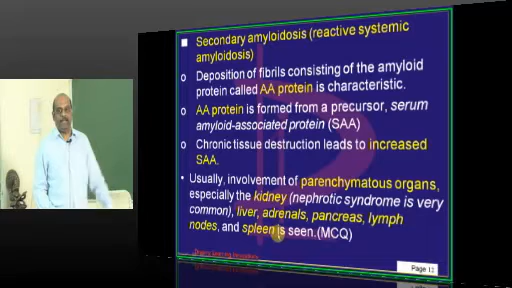 Secondary amyloidosis (reactive systemic
amyloidosis)
Deposition of fibrils consisting of the amyloid
protein called AA protein is characteristic.
AA protein is formed from a precursor, serum
amyloid-associated protein (SAA)
Chronic tissue destruction leads to increased
SAA.
Usually, involvement of parenchymatous organs,
especially the kidney (nephrotic syndrome is very
common), liver, adrenals, pancreas, lymph
nodes, and spleen is seen.(MCQ)
Page 13